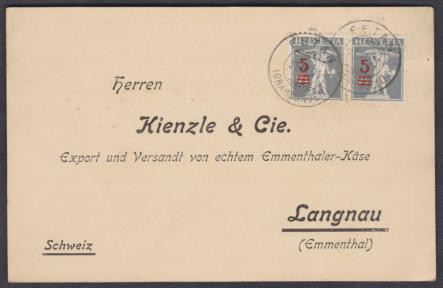 HELVETIA HELVETIA
5 5
Herren
Kienzle & Cie.
Export und Versandt von echtem Emmenthaler-Käse
Langnau
(Emmenthal)
Schweiz